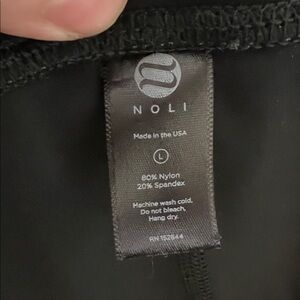 NOLI
Made in the USA
L
80% Nylon
20% Spandex
Machine wash cold.
Do not bleach.
Hang dry.
RN 152844